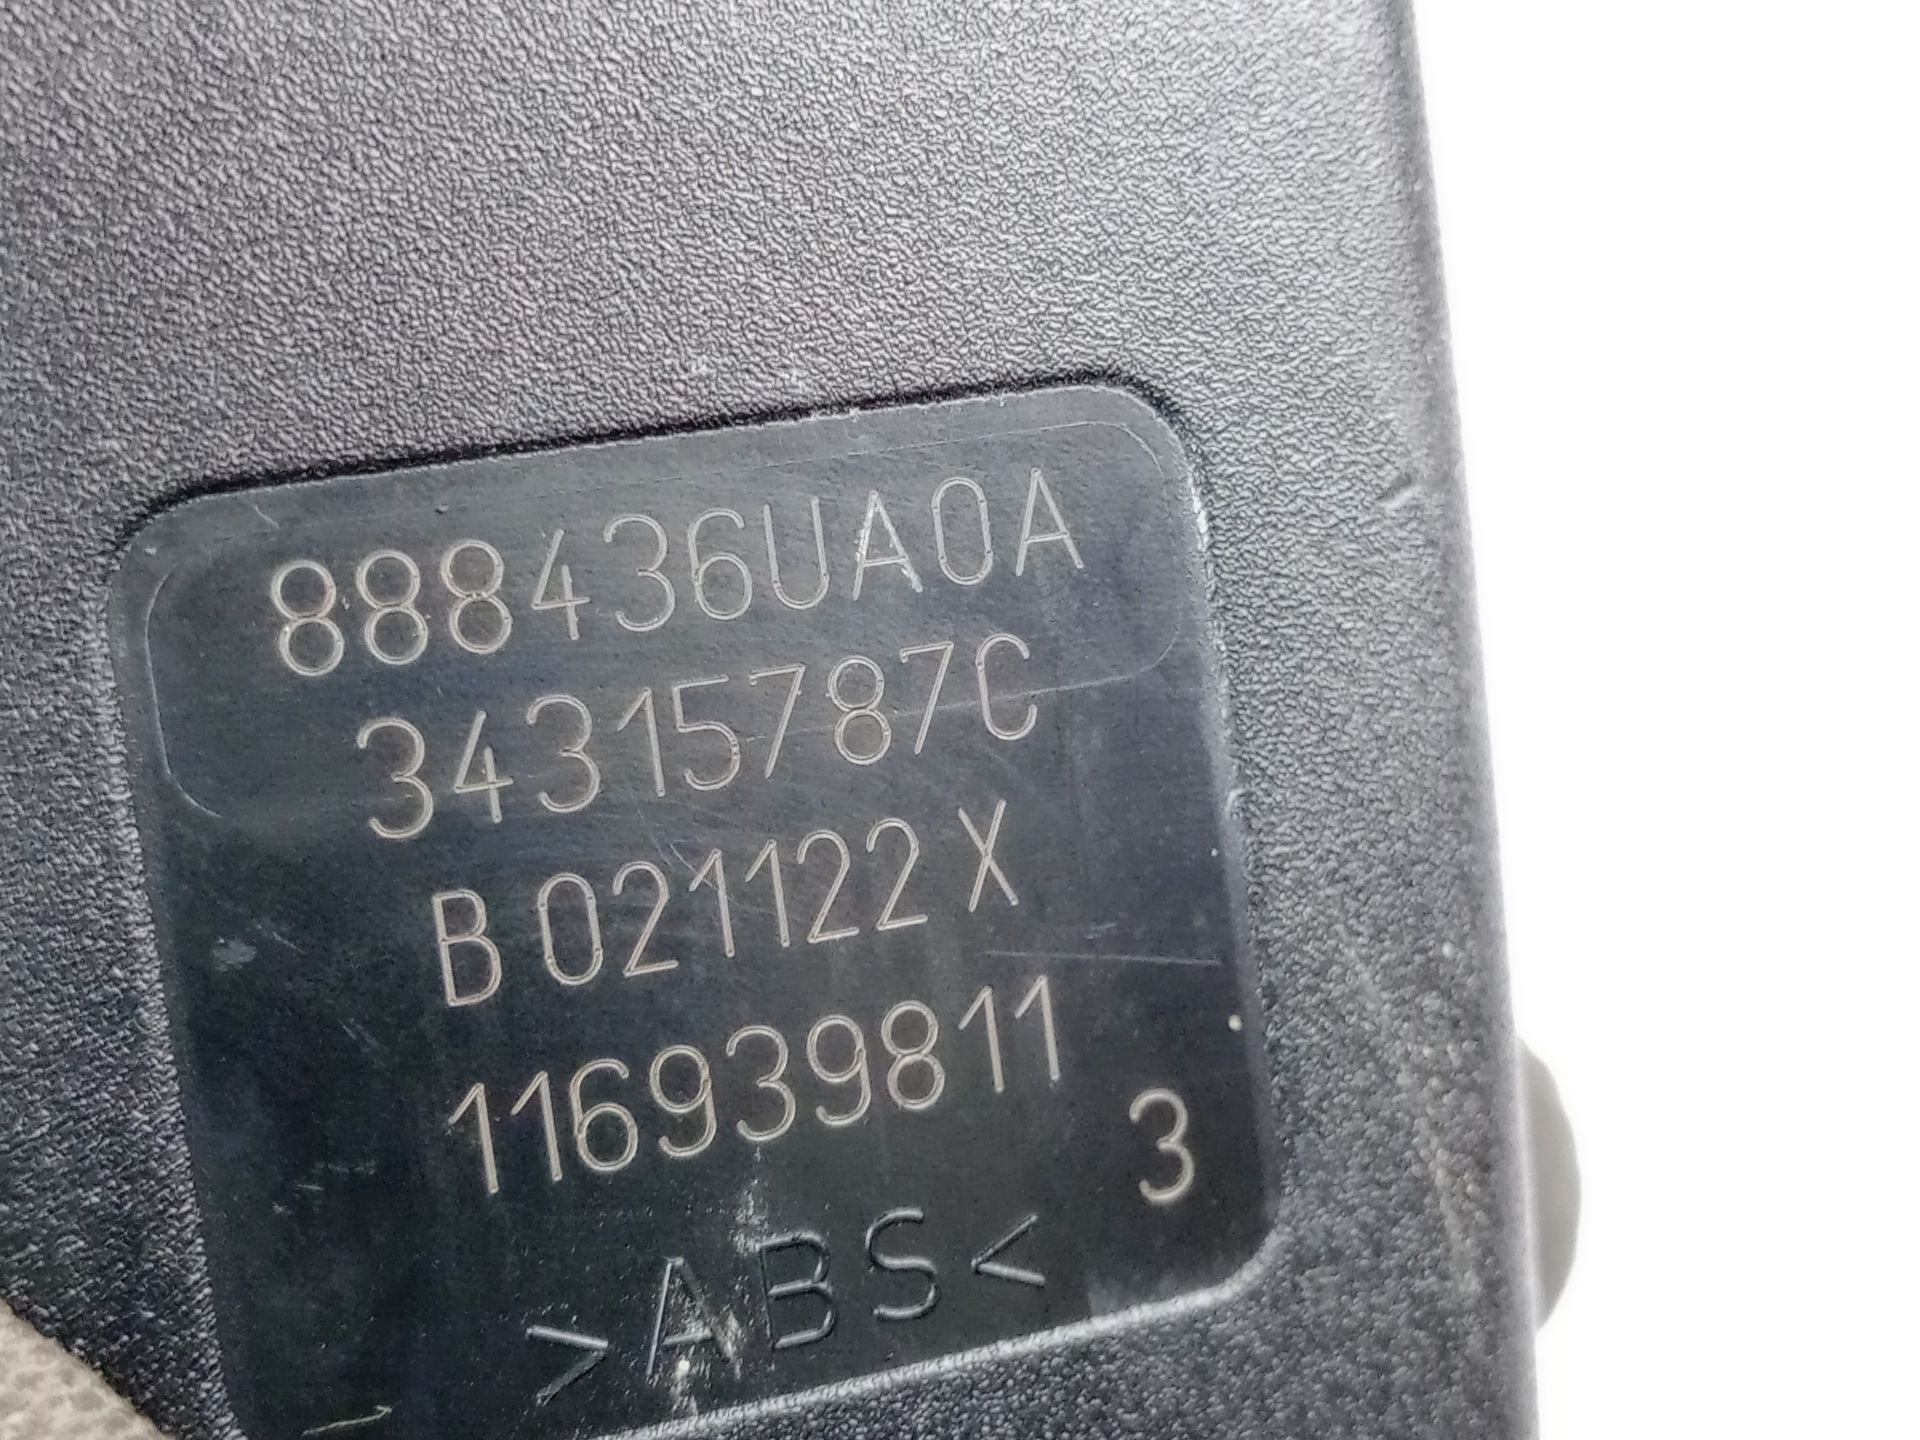 888436UA0A
34315787C
B 021122 X
116939811
3
>ABS<